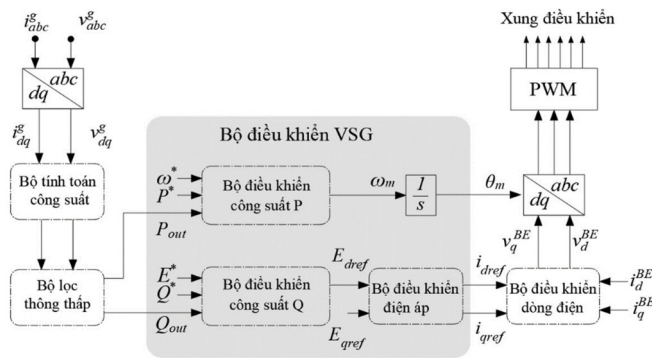 i^g_abc v^g_abc
abc
dq
i^g_dq v^g_dq
Bộ tính toán
công suất
Bộ lọc
thông thấp
Bộ điều khiển VSG
ω*
P*
P_out
Bộ điều khiển
công suất P
ω_m
1
s
θ_m
E*
Q*
Q_out
Bộ điều khiển
công suất Q
E_dref
E_qref
Bộ điều khiển
điện áp
i_dref
i_qref
Xung điều khiển
PWM
abc
dq
v^BE_q v^BE_d
Bộ điều khiển
dòng điện
i^BE_d
i^BE_q